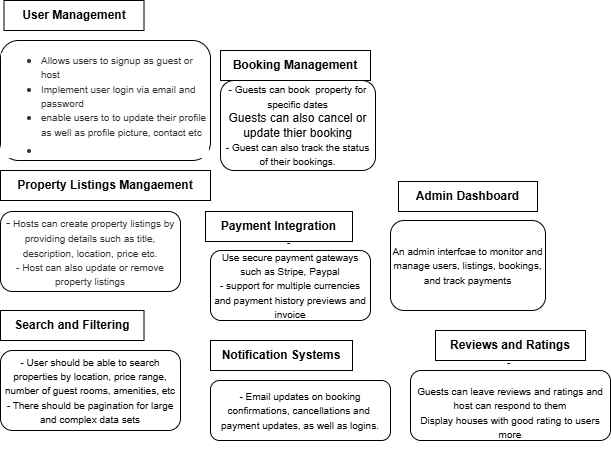 User Management
Allows users to signup as guest or
host
Implement user login via email and
password
enable users to to update their profile
as well as profile picture, contact etc
Booking Management
- Guests can book property for
specific dates
Guests can also cancel or
update thier booking
- Guest can also track the status
of their bookings.
Property Listings Mangaement
- Hosts can create property listings by
providing details such as title,
description, location, price etc.
- Host can also update or remove
property listings
Payment Integration
-
Use secure payment gateways
such as Stripe, Paypal
- support for multiple currencies
and payment history previews and
invoice
Admin Dashboard
An admin interfcae to monitor and
manage users, listings, bookings,
and track payments
Search and Filtering
- User should be able to search
properties by location, price range,
number of guest rooms, amenities, etc
- There should be pagination for large
and complex data sets
Notification Systems
- Email updates on booking
confirmations, cancellations and
payment updates, as well as logins.
Reviews and Ratings
-
Guests can leave reviews and ratings and
host can respond to them
Display houses with good rating to users
more